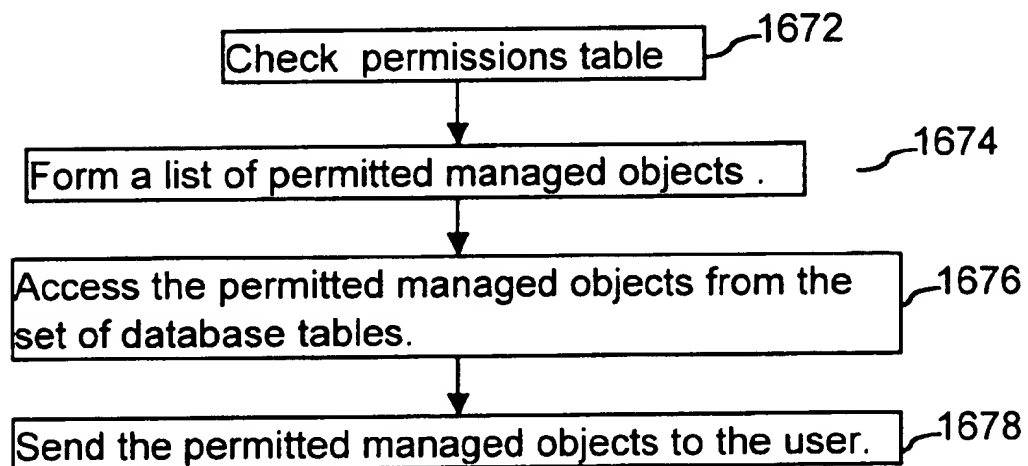 Check permissions table
1672
Form a list of permitted managed objects .
1674
Access the permitted managed objects from the
set of database tables.
1676
Send the permitted managed objects to the user.
1678